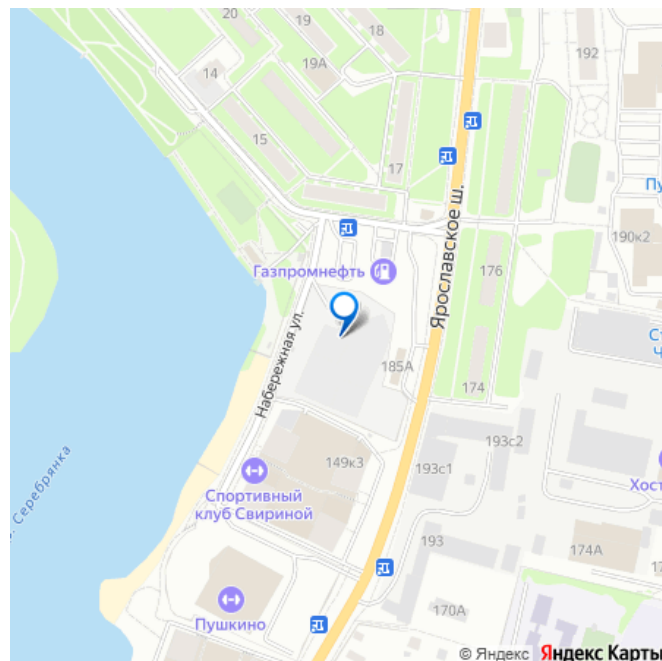 20
19
18
192
19А
14
15
17
Пу
190к2
Газпромнефть
176
Ярославское ш.
Набережная ул.
Ст
Ч
185А
174
193с2
149к3
193с1
Спортивный
клуб Свириной
Хост
р. Серебрянка
193
174А
17
170А
Пушкино
© Яндекс Яндекс Карты